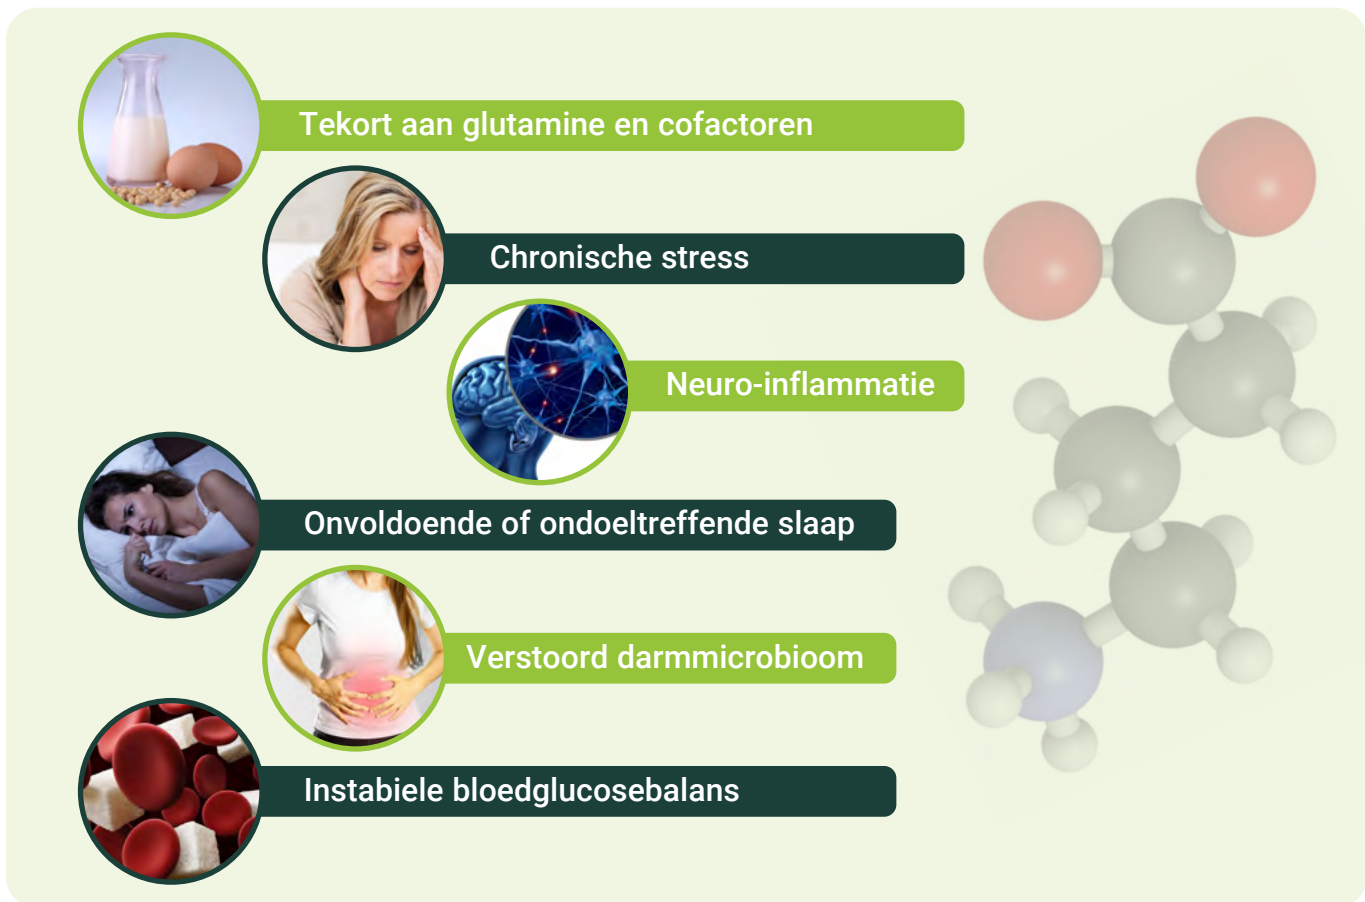 Tekort aan glutamine en cofactoren
Chronische stress
Neuro-inflammatie
Onvoldoende of ondoeltreffende slaap
Verstoord darmmicrobioom
Instabiele bloedglucosebalans